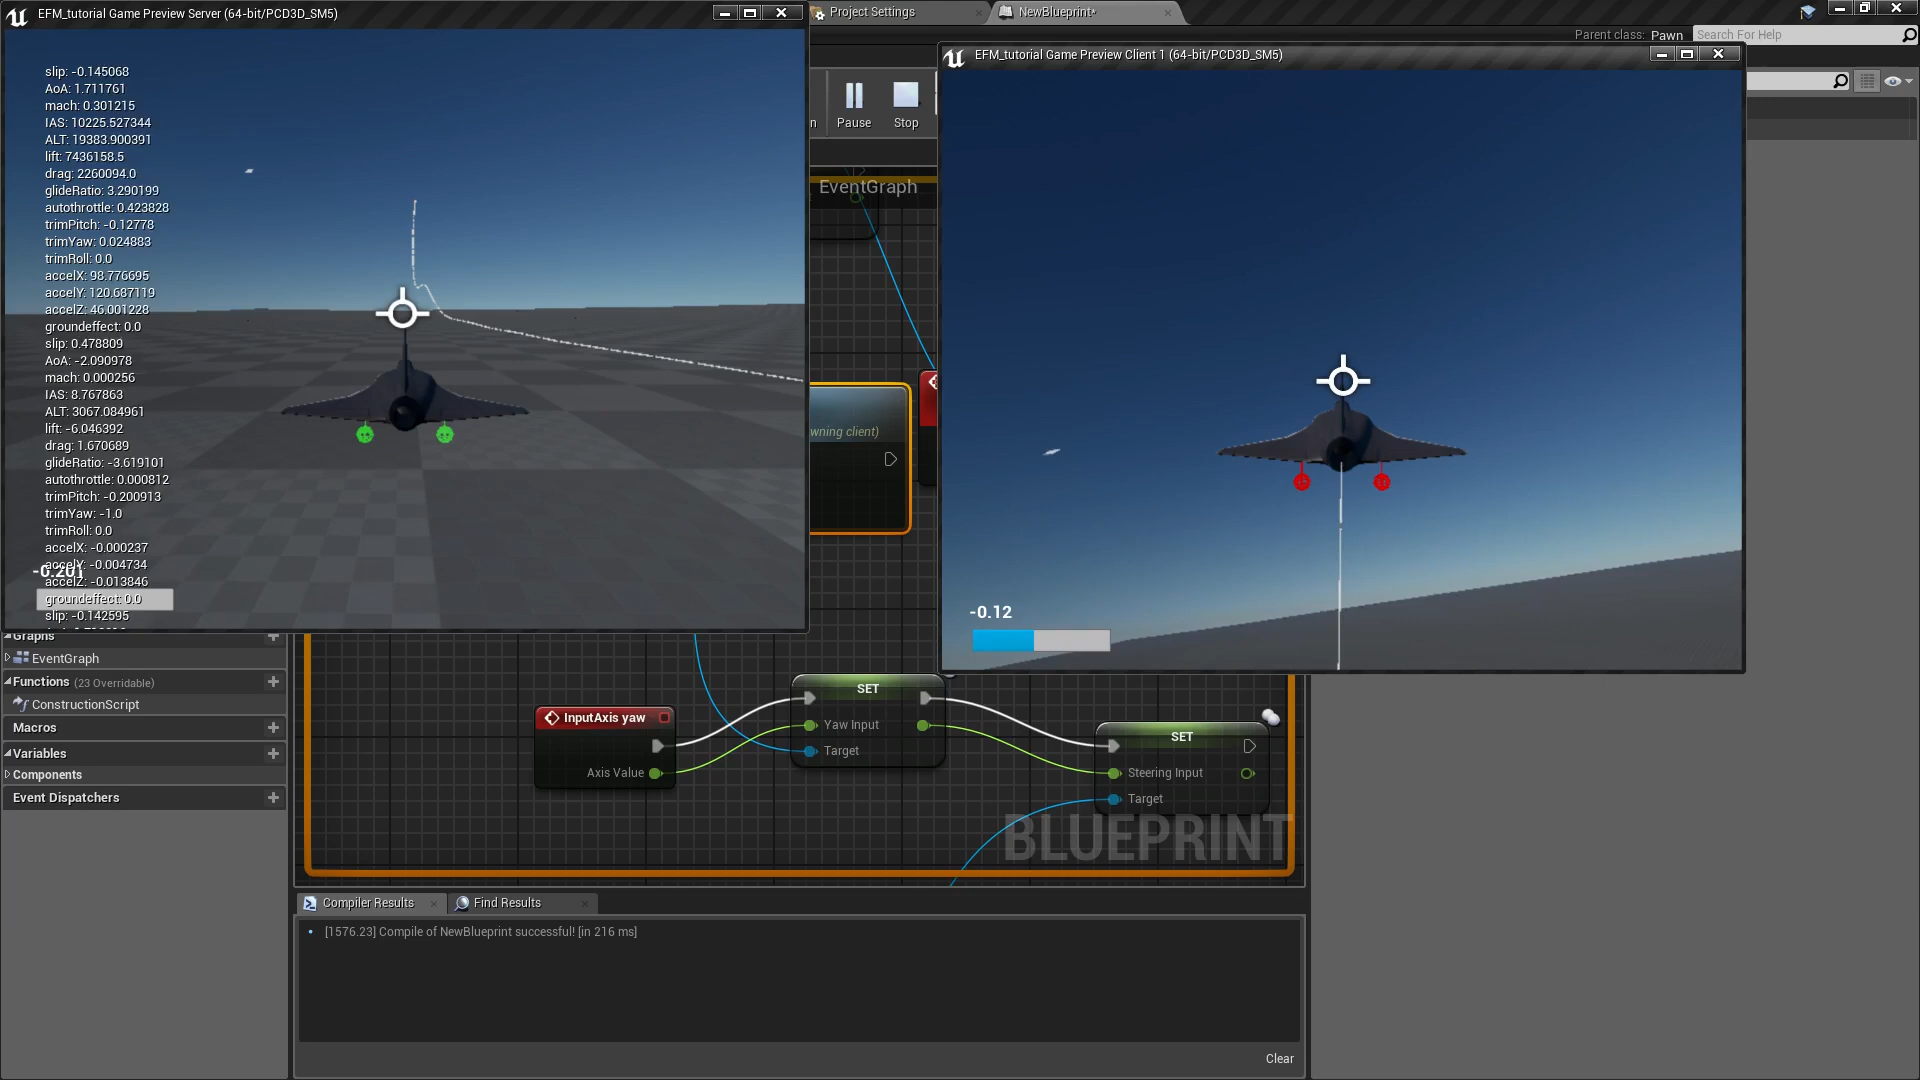 EFM_tutorial Game Preview Server (64-bit/PCD3D_SM5)
Project Settings
NewBlueprint*
Parent class: Pawn
Search For Help
EFM_tutorial Game Preview Client 1 (64-bit/PCD3D_SM5)
slip: -0.145068
AoA: 1.711761
mach: 0.301215
IAS: 10225.527344
ALT: 19383.900391
lift: 7436158.5
drag: 2260094.0
glideRatio: 3.290199
autothrottle: 0.423828
trimPitch: -0.12778
trimYaw: 0.024883
trimRoll: 0.0
accelX: 98.776695
accelY: 120.687119
accelZ: 46.001228
groundeffect: 0.0
slip: 0.478809
AoA: -2.090978
mach: 0.000256
IAS: 8.767863
ALT: 3067.084961
lift: -6.046392
drag: 1.670689
glideRatio: -3.619101
autothrottle: 0.000812
trimPitch: -0.200913
trimYaw: -1.0
trimRoll: 0.0
accelX: -0.000237
accelY: -0.004734
-0.201
accelZ: -0.013846
groundeffect: 0.0
slip: -0.142595
n
Pause
Stop
EventGraph
wning client)
-0.12
Graphs
EventGraph
Functions (23 Overridable)
ConstructionScript
Macros
Variables
Components
Event Dispatchers
InputAxis yaw
Axis Value
SET
Yaw Input
Target
SET
Steering Input
Target
BLUEPRINT
Compiler Results
Find Results
[1576.23] Compile of NewBlueprint successful! [in 216 ms]
Clear